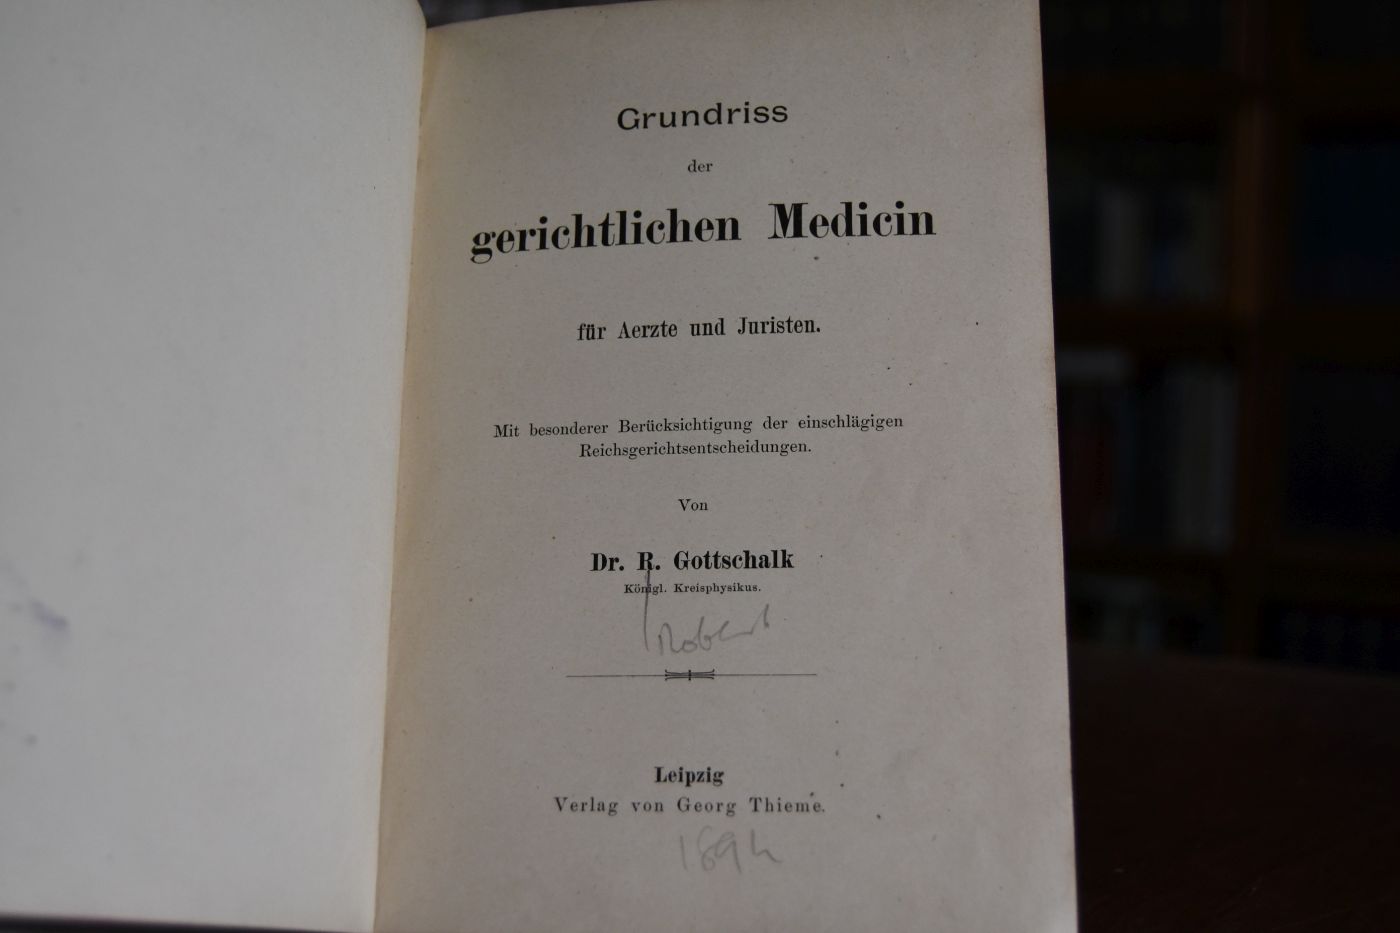 Grundriss
der
gerichtlichen Medicin
für Aerzte und Juristen.
Mit besonderer Berücksichtigung der einschlägigen
Reichsgerichtsentscheidungen.
Von
Dr. R. Gottschalk
Königl. Kreisphysikus.
Robert
Leipzig
Verlag von Georg Thieme.